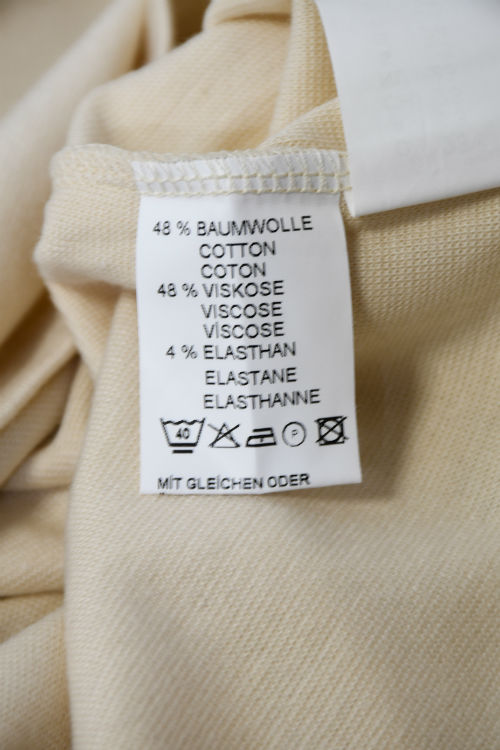 48 % BAUMWOLLE
COTTON
COTON
48 % VISKOSE
VISCOSE
VISCOSE
4 % ELASTHAN
ELASTANE
ELASTHANNE
40 P
MIT GLEICHEN ODER